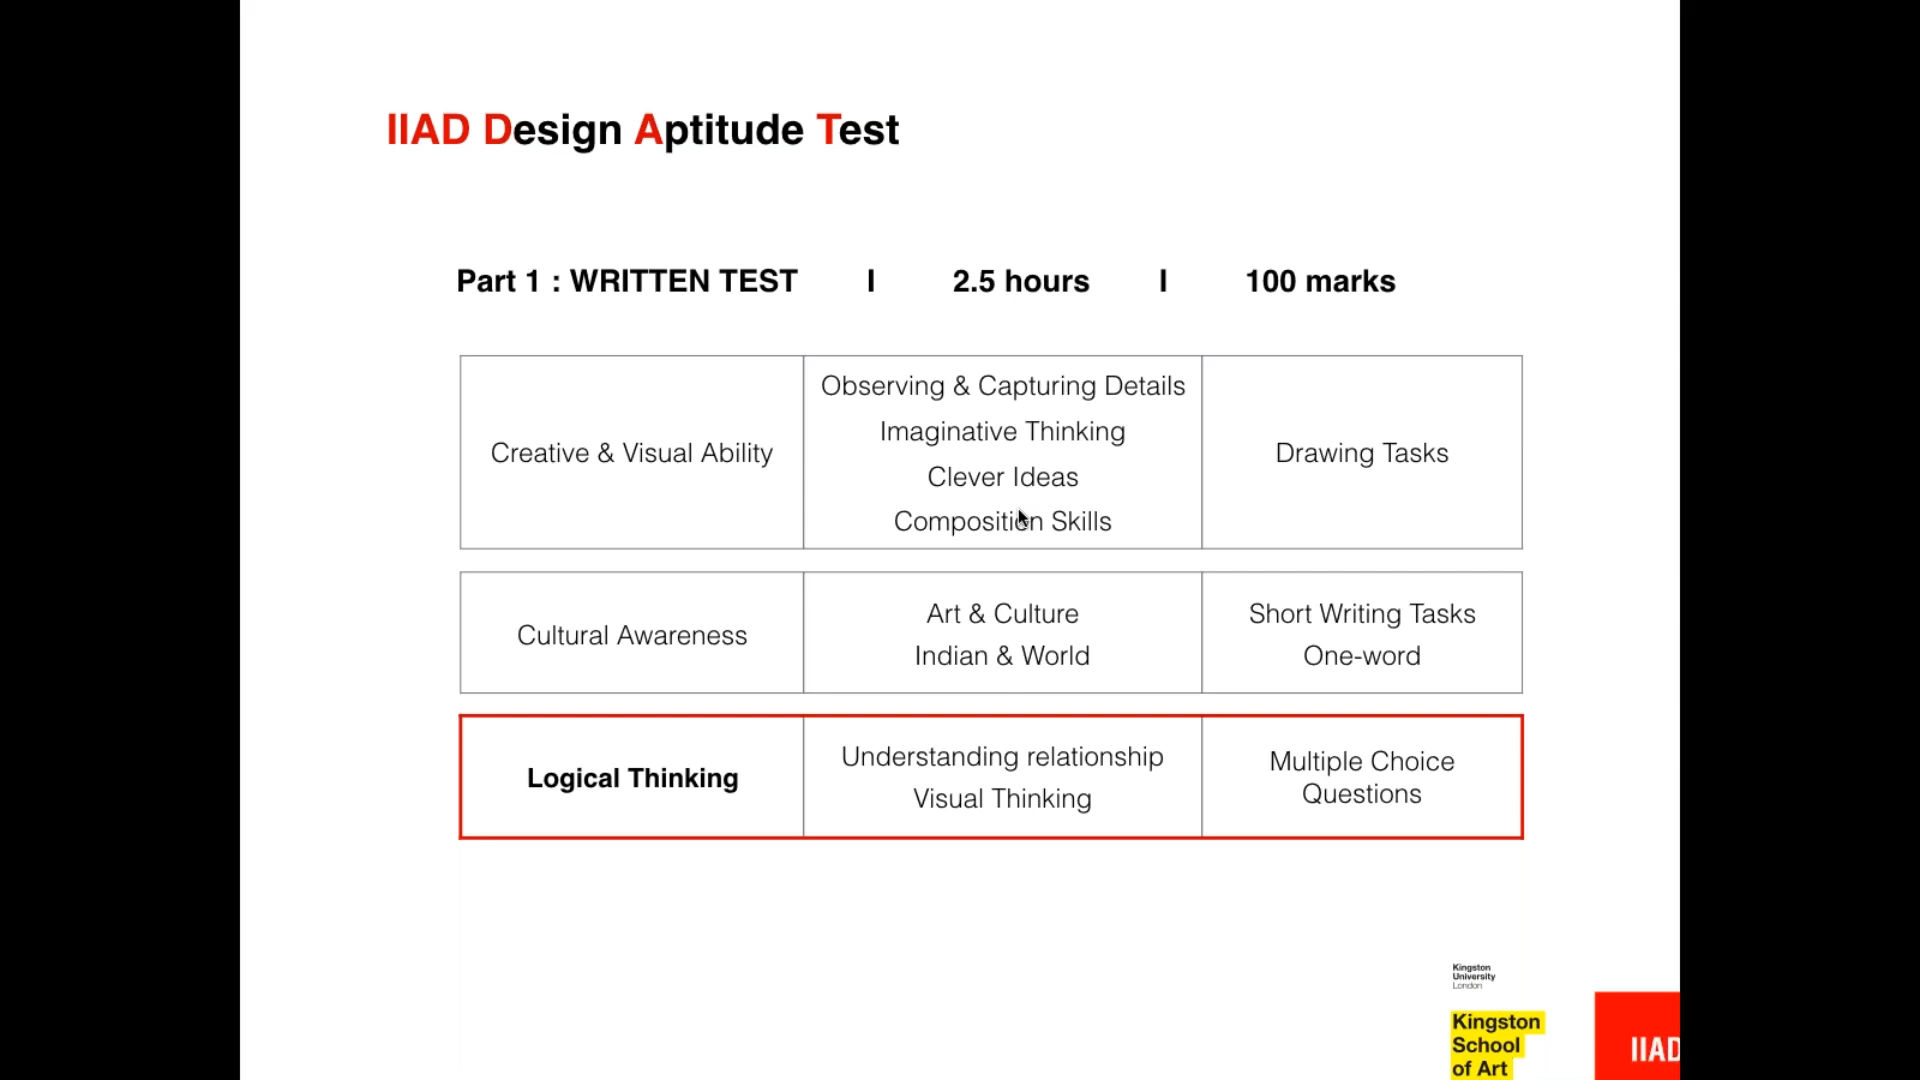 IIAD Design Aptitude Test
Part 1 : WRITTEN TEST I 2.5 hours I 100 marks
Creative & Visual Ability
Observing & Capturing Details
Imaginative Thinking
Clever Ideas
Composition Skills
Drawing Tasks
Cultural Awareness
Art & Culture
Indian & World
Short Writing Tasks
One-word
Logical Thinking
Understanding relationship
Visual Thinking
Multiple Choice
Questions
Kingston
University
London
Kingston
School
of Art
IIAD